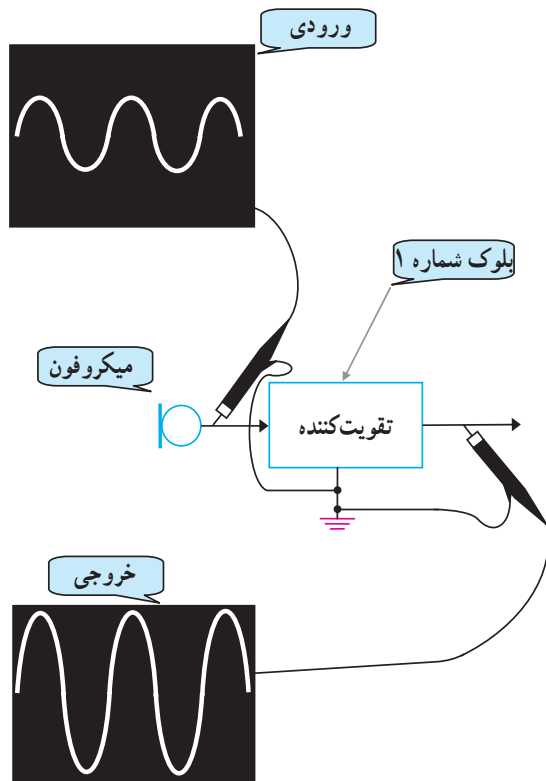 ورودی
بلوک شماره ۱
میکروفون
تقویت‌کننده
خروجی